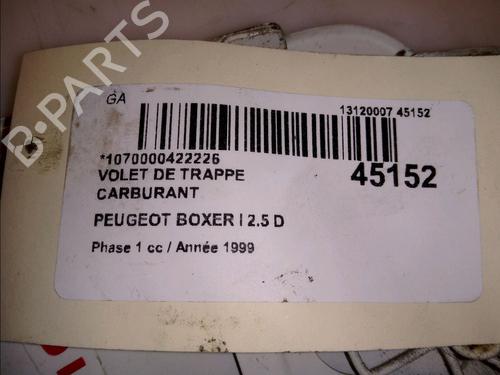 B-PARTS
GA
13120007 45152
*1070000422226
VOLET DE TRAPPE
CARBURANT
45152
PEUGEOT BOXER I 2.5 D
Phase 1 cc / Année 1999